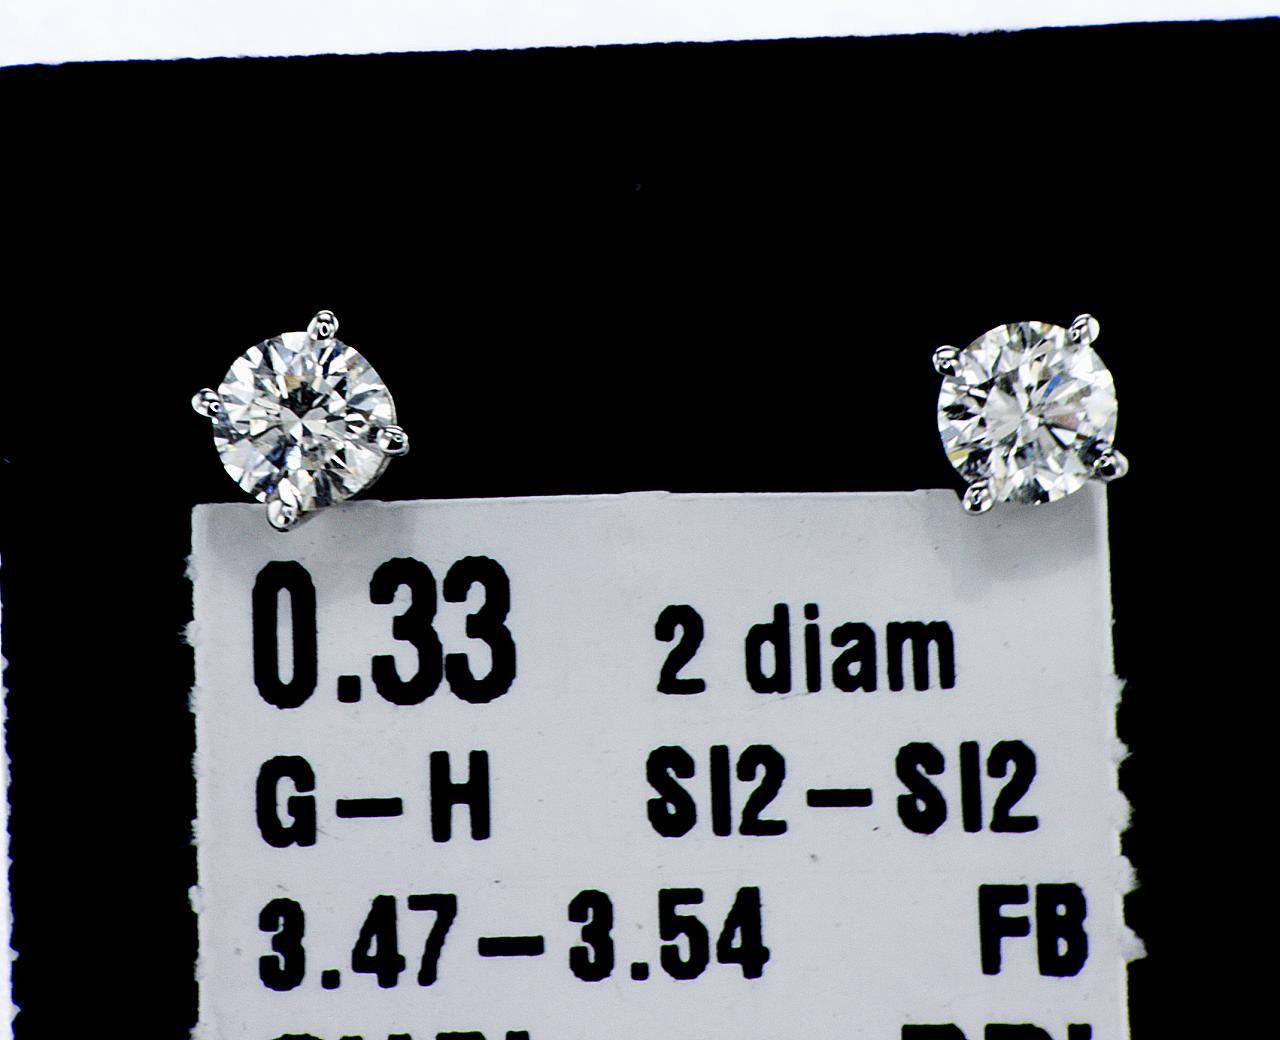 0.33 2 diam
G-H SI2-SI2
3.47-3.54 FB